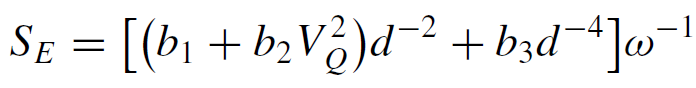 S_E = [(b_1 + b_2 V_Q^2)d^{-2} + b_3 d^{-4}]ω^{-1}